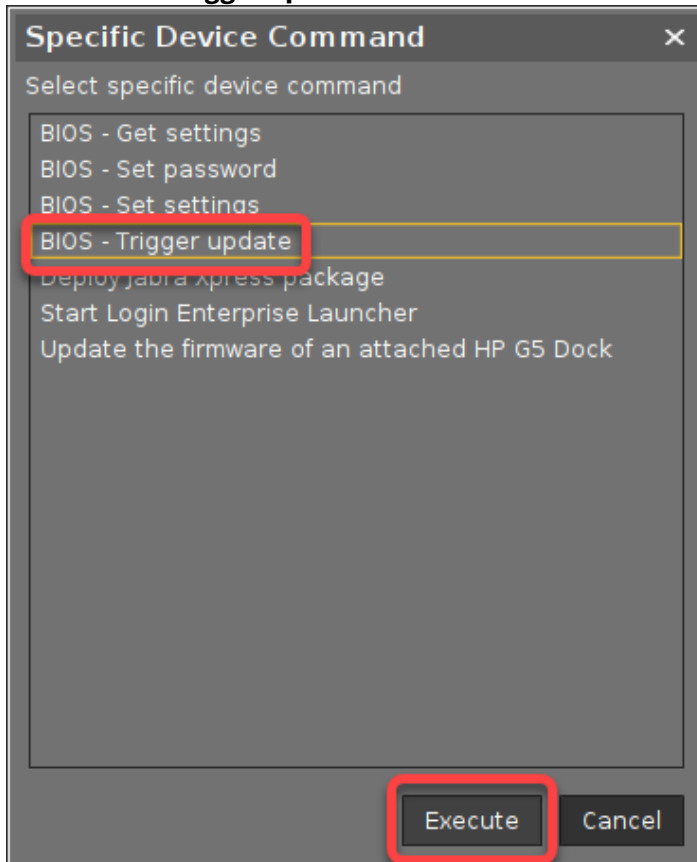 Specific Device Command ×
Select specific device command
BIOS - Get settings
BIOS - Set password
BIOS - Set settings
BIOS - Trigger update
Deploy Jabra Xpress package
Start Login Enterprise Launcher
Update the firmware of an attached HP G5 Dock
Execute Cancel